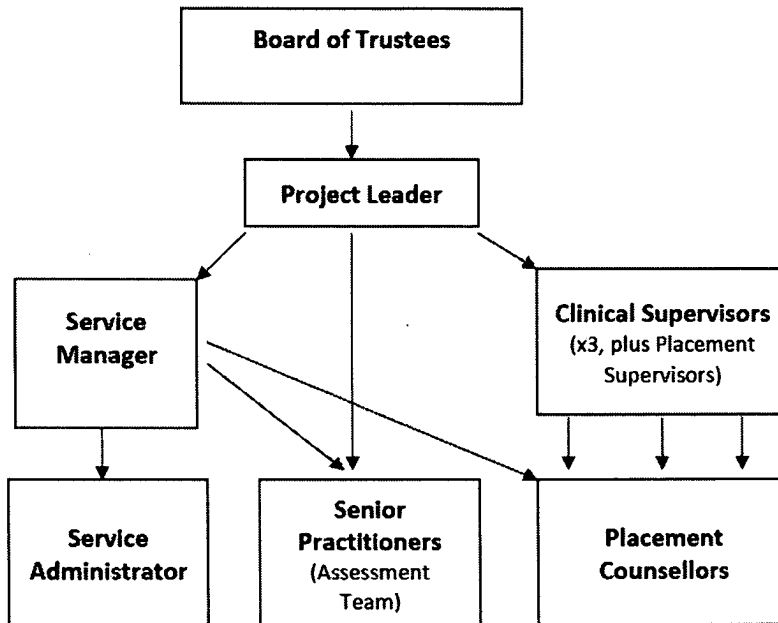 Board of Trustees
Project Leader
Service
Manager
Clinical Supervisors
(x3, plus Placement
Supervisors)
Service
Administrator
Senior
Practitioners
(Assessment
Team)
Placement
Counsellors